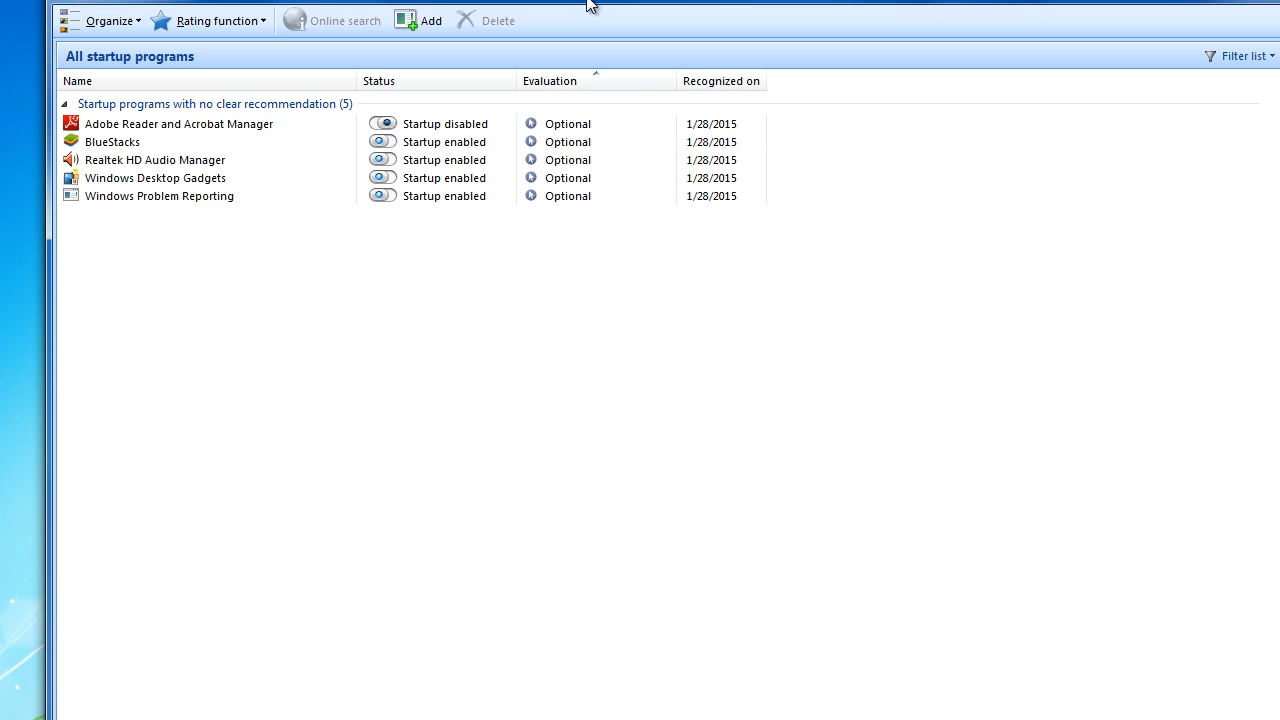 Organize Rating function Online search Add Delete
All startup programs Filter list
Name Status Evaluation Recognized on
Startup programs with no clear recommendation (5)
Adobe Reader and Acrobat Manager Startup disabled Optional 1/28/2015
BlueStacks Startup enabled Optional 1/28/2015
Realtek HD Audio Manager Startup enabled Optional 1/28/2015
Windows Desktop Gadgets Startup enabled Optional 1/28/2015
Windows Problem Reporting Startup enabled Optional 1/28/2015